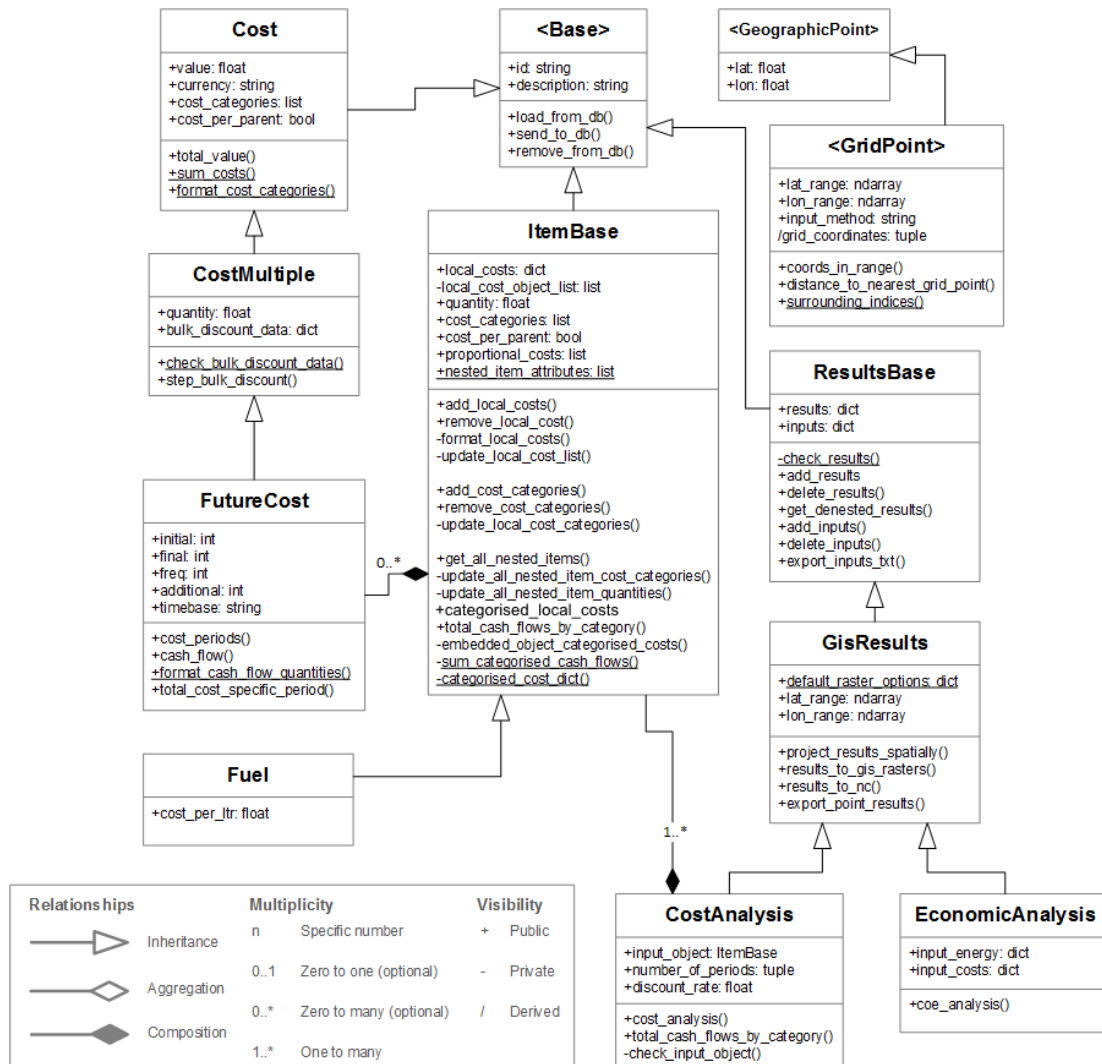 Cost
+value: float
+currency: string
+cost_categories: list
+cost_per_parent: bool
+total_value()
+sum_costs()
+format_cost_categories()
<Base>
+id: string
+description: string
+load_from_db()
+send_to_db()
+remove_from_db()
<GeographicPoint>
+lat: float
+lon: float
<GridPoint>
+lat_range: ndarray
+lon_range: ndarray
+input_method: string
/grid_coordinates: tuple
+coords_in_range()
+distance_to_nearest_grid_point()
+surrounding_indices()
CostMultiple
+quantity: float
+bulk_discount_data: dict
+check_bulk_discount_data()
+step_bulk_discount()
ItemBase
+local_costs: dict
-local_cost_object_list: list
+quantity: float
+cost_categories: list
+cost_per_parent: bool
+proportional_costs: list
+nested_item_attributes: list
+add_local_costs()
+remove_local_cost()
-format_local_costs()
-update_local_cost_list()
+add_cost_categories()
+remove_cost_categories()
-update_local_cost_categories()
+get_all_nested_items()
-update_all_nested_item_cost_categories()
-update_all_nested_item_quantities()
+categorised_local_costs
+total_cash_flows_by_category()
-embedded_object_categorised_costs()
-sum_categorised_cash_flows()
-categorised_cost_dict()
ResultsBase
+results: dict
+inputs: dict
-check_results()
+add_results
+delete_results()
+get_denested_results()
+add_inputs()
+delete_inputs()
+export_inputs_txt()
FutureCost
+initial: int
+final: int
+freq: int
+additional: int
+timebase: string
+cost_periods()
+cash_flow()
+format_cash_flow_quantities()
+total_cost_specific_period()
0..*
GisResults
+default_raster_options: dict
+lat_range: ndarray
+lon_range: ndarray
+project_results_spatially()
+results_to_gis_rasters()
+results_to_nc()
+export_point_results()
Fuel
+cost_per_ltr: float
1..*
CostAnalysis
+input_object: ItemBase
+number_of_periods: tuple
+discount_rate: float
+cost_analysis()
+total_cash_flows_by_category()
-check_input_object()
EconomicAnalysis
+input_energy: dict
+input_costs: dict
+coe_analysis()
Relationships
Inheritance
Aggregation
Composition
Multiplicity
n Specific number
0..1 Zero to one (optional)
0..* Zero to many (optional)
1..* One to many
Visibility
+ Public
- Private
/ Derived